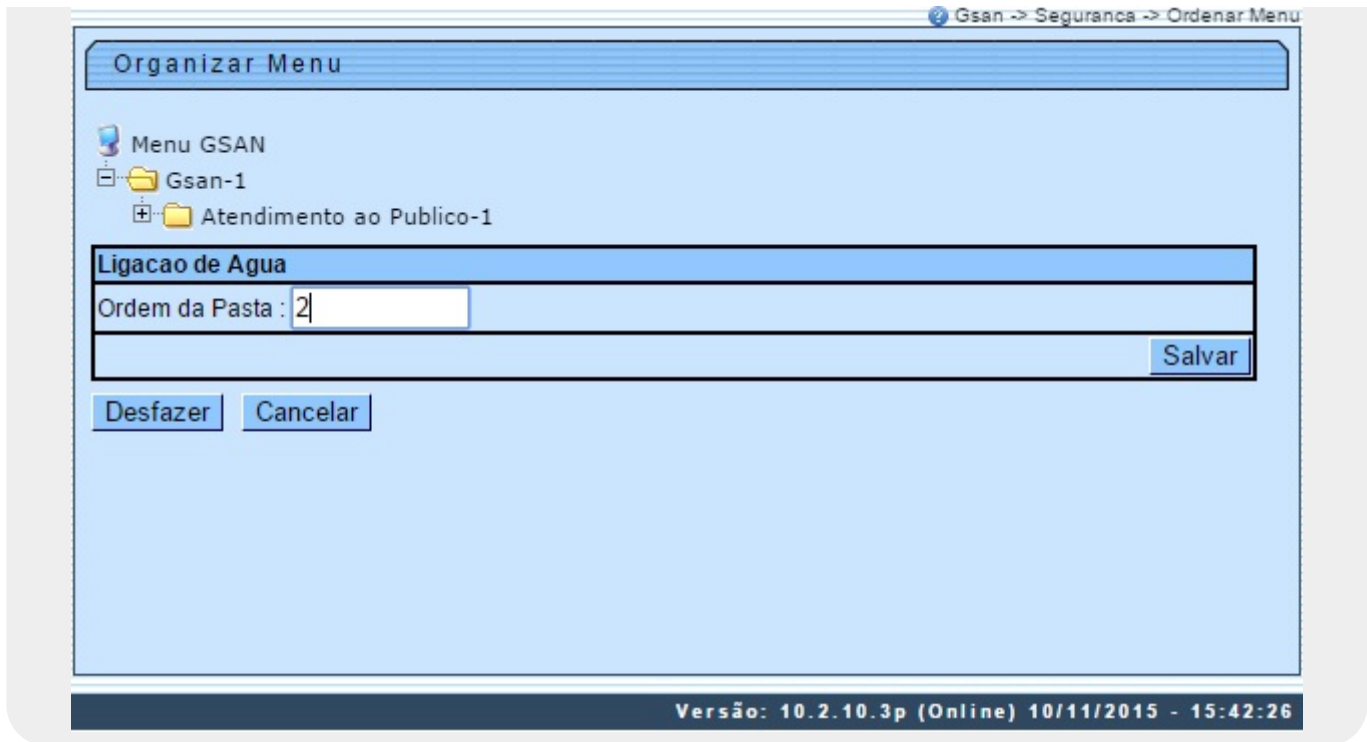 Gsan -> Seguranca -> Ordenar Menu
Organizar Menu
Menu GSAN
Gsan-1
Atendimento ao Publico-1
Ligacao de Agua
Ordem da Pasta : 2
Salvar
Desfazer Cancelar
Versão: 10.2.10.3p (Online) 10/11/2015 - 15:42:26